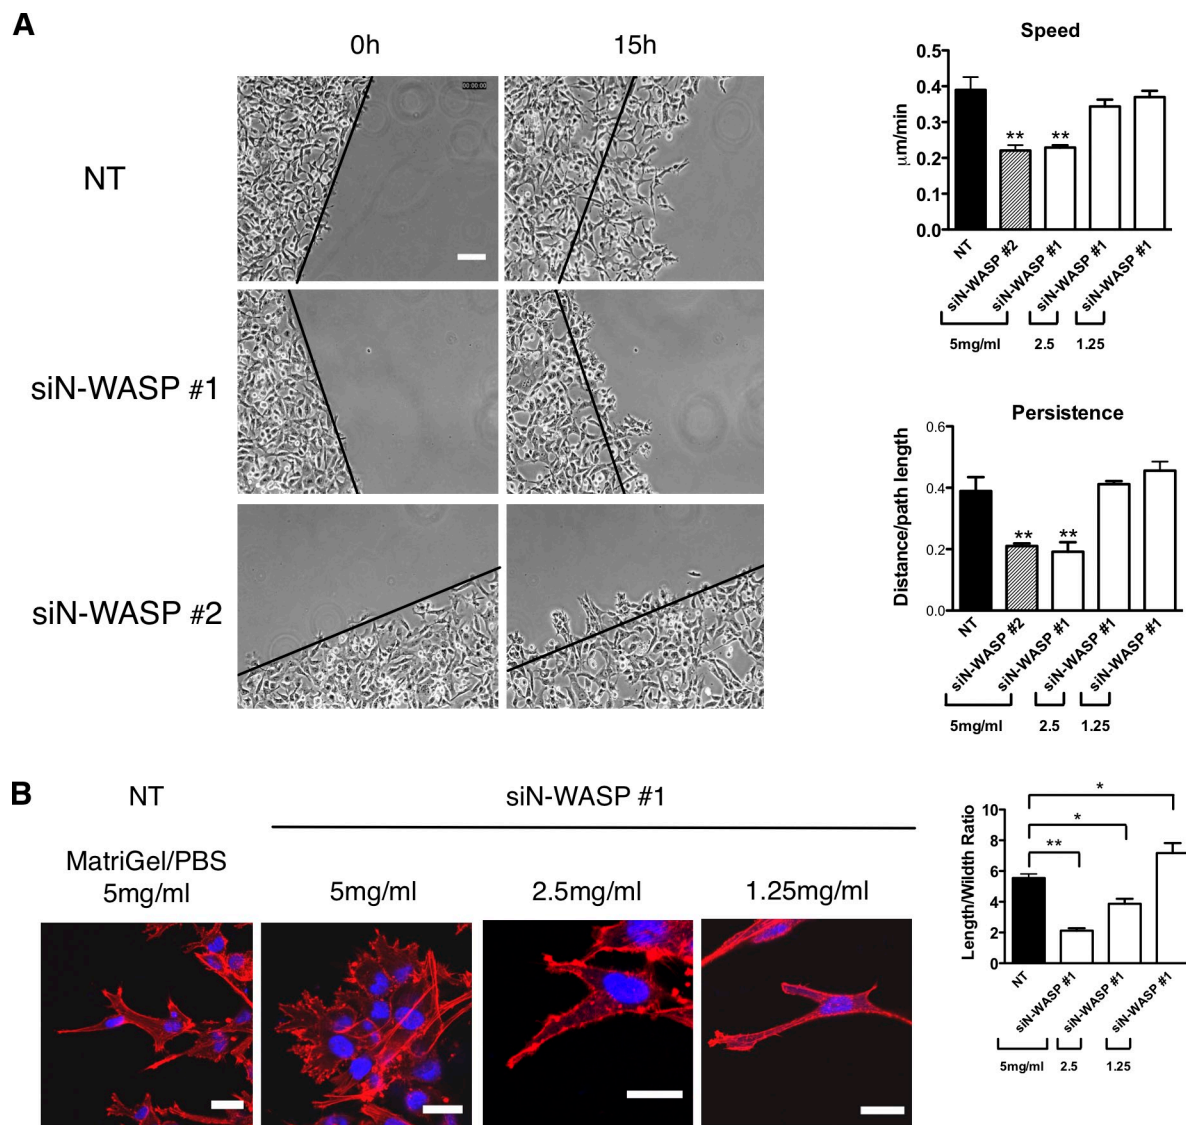 A
0h
15h
NT
siN-WASP #1
siN-WASP #2
00:00:00
Speed
μm/min
0.5
0.4
0.3
0.2
0.1
0.0
**
**
NT
siN-WASP #2
siN-WASP #1
siN-WASP #1
siN-WASP #1
5mg/ml
2.5
1.25
Persistence
Distance/path length
0.6
0.4
0.2
0.0
**
**
NT
siN-WASP #2
siN-WASP #1
siN-WASP #1
siN-WASP #1
5mg/ml
2.5
1.25
B
NT
siN-WASP #1
MatriGel/PBS
5mg/ml
5mg/ml
2.5mg/ml
1.25mg/ml
Length/Wildth Ratio
10
8
6
4
2
0
*
*
**
NT
siN-WASP #1
siN-WASP #1
siN-WASP #1
5mg/ml
2.5
1.25